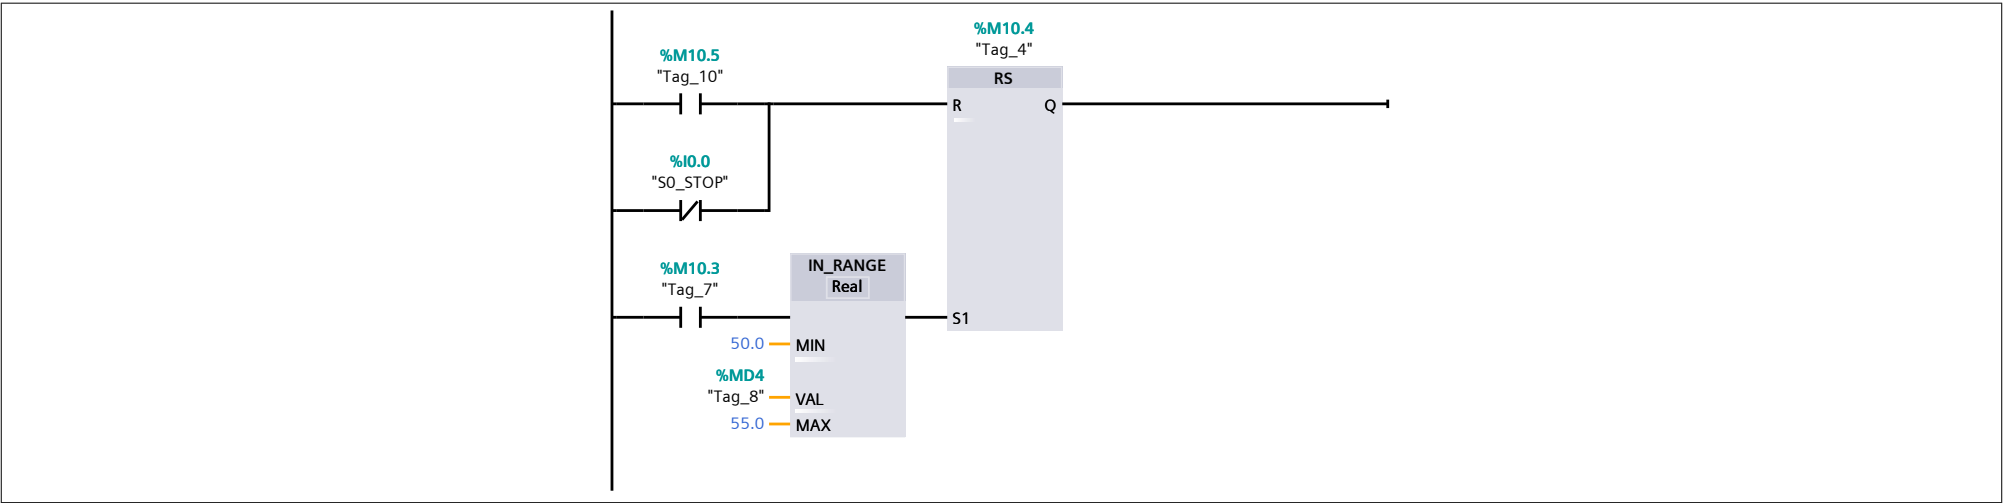 %M10.4
"Tag_4"
%M10.5
"Tag_10"
RS
R Q
%I0.0
"S0_STOP"
%M10.3
"Tag_7"
IN_RANGE
Real
S1
50.0 MIN
%MD4
"Tag_8" VAL
55.0 MAX